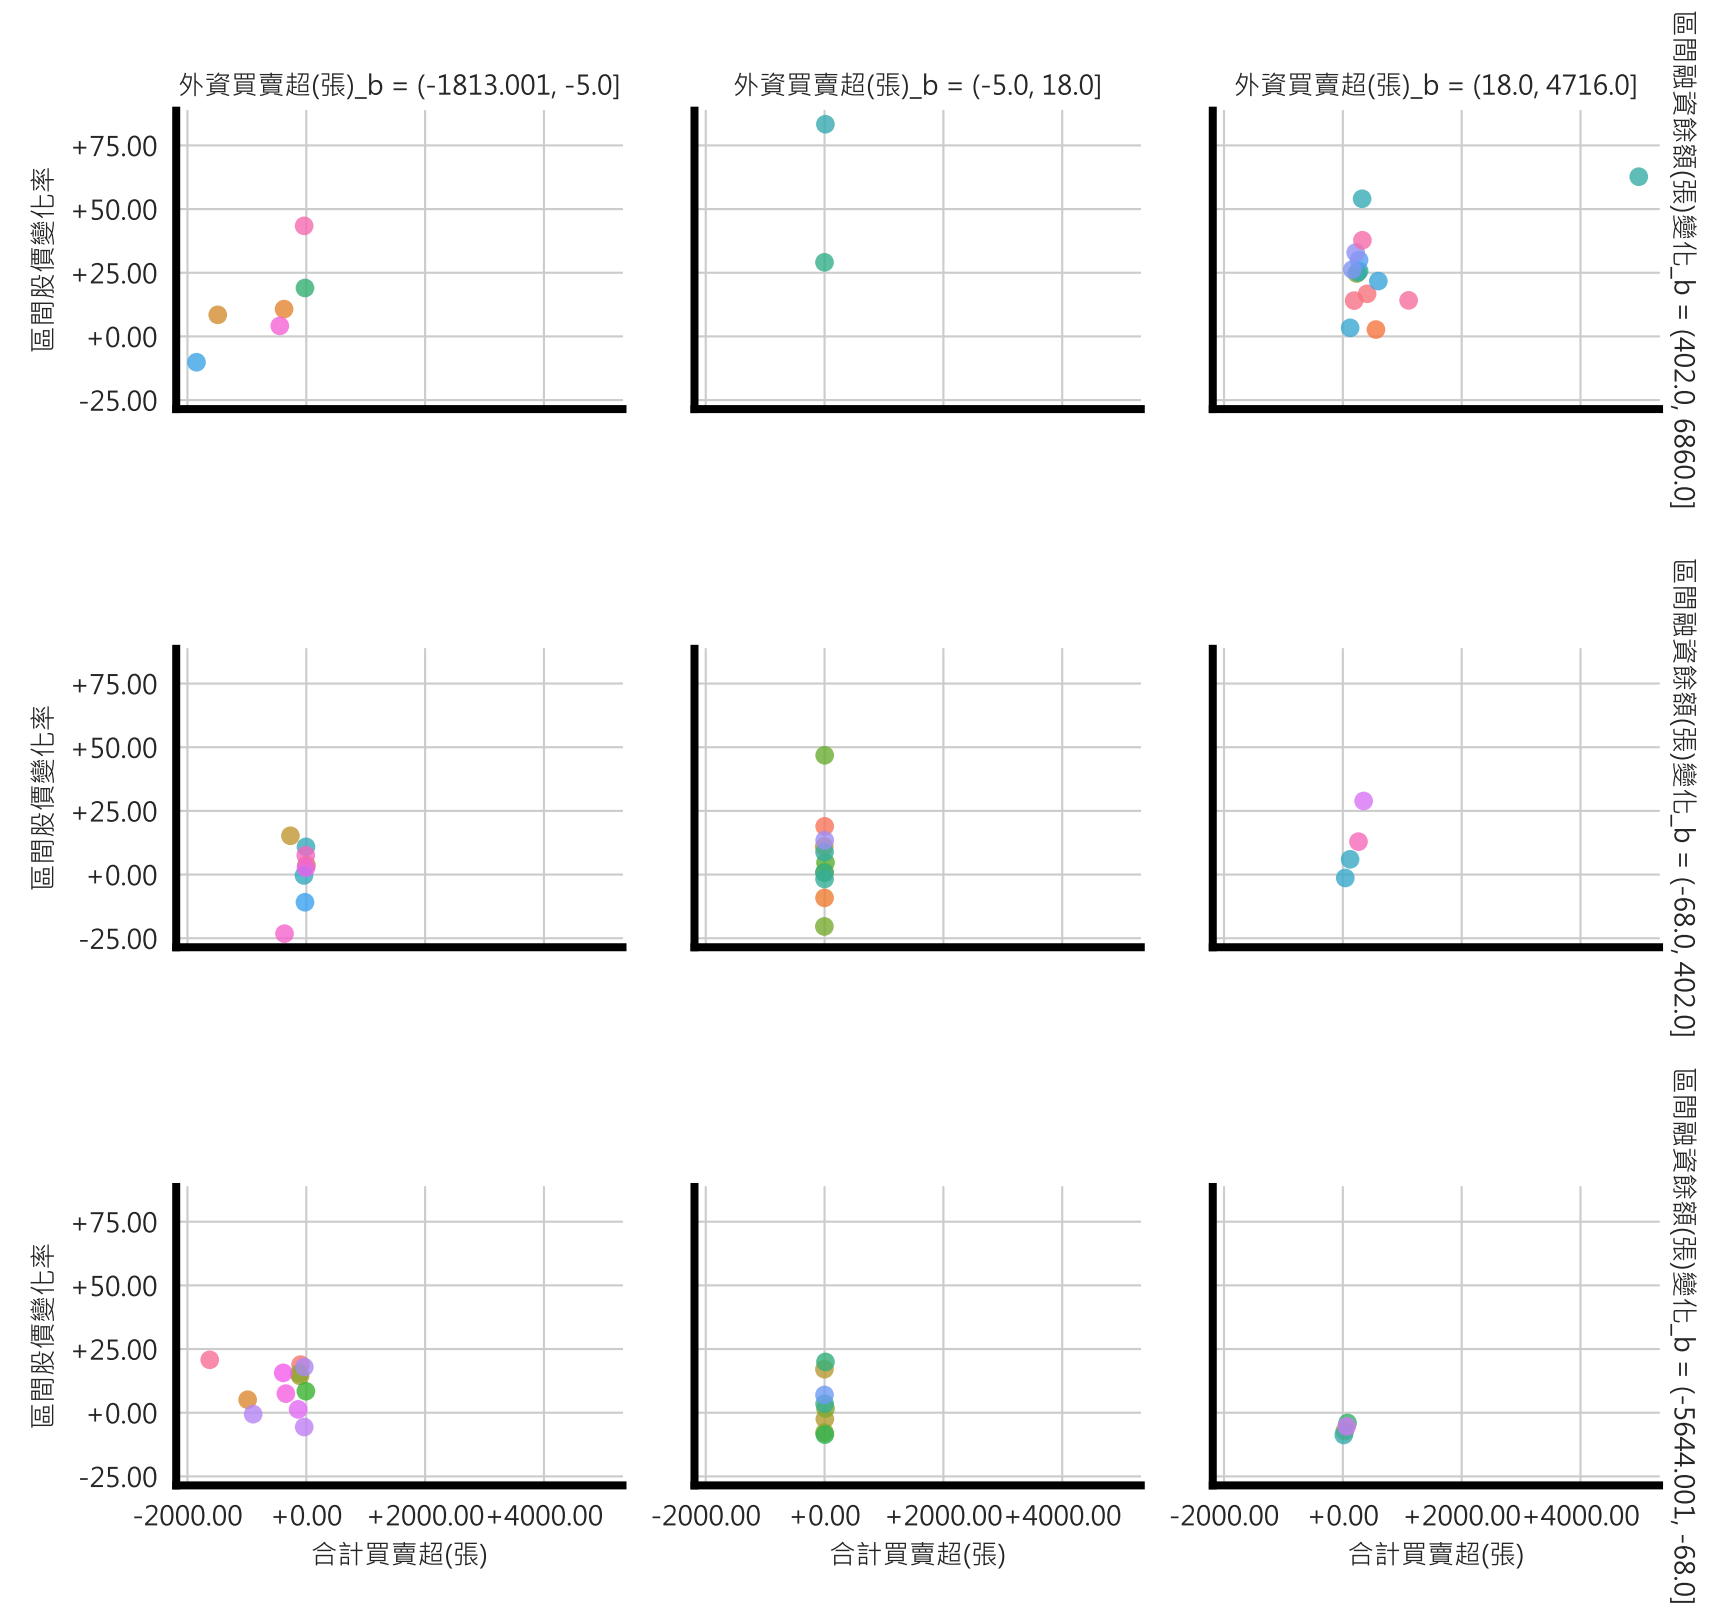 外資買賣超(張)_b = (-1813.001, -5.0]
外資買賣超(張)_b = (-5.0, 18.0]
外資買賣超(張)_b = (18.0, 4716.0]
區間融資餘額(張)變化_b = (402.0, 6860.0]
區間股價變化率
+75.00
+50.00
+25.00
+0.00
-25.00
區間融資餘額(張)變化_b = (-68.0, 402.0]
區間股價變化率
+75.00
+50.00
+25.00
+0.00
-25.00
區間融資餘額(張)變化_b = (-5644.001, -68.0]
區間股價變化率
+75.00
+50.00
+25.00
+0.00
-25.00
-2000.00 +0.00 +2000.00 +4000.00
-2000.00 +0.00 +2000.00 +4000.00
-2000.00 +0.00 +2000.00 +4000.00
合計買賣超(張)
合計買賣超(張)
合計買賣超(張)